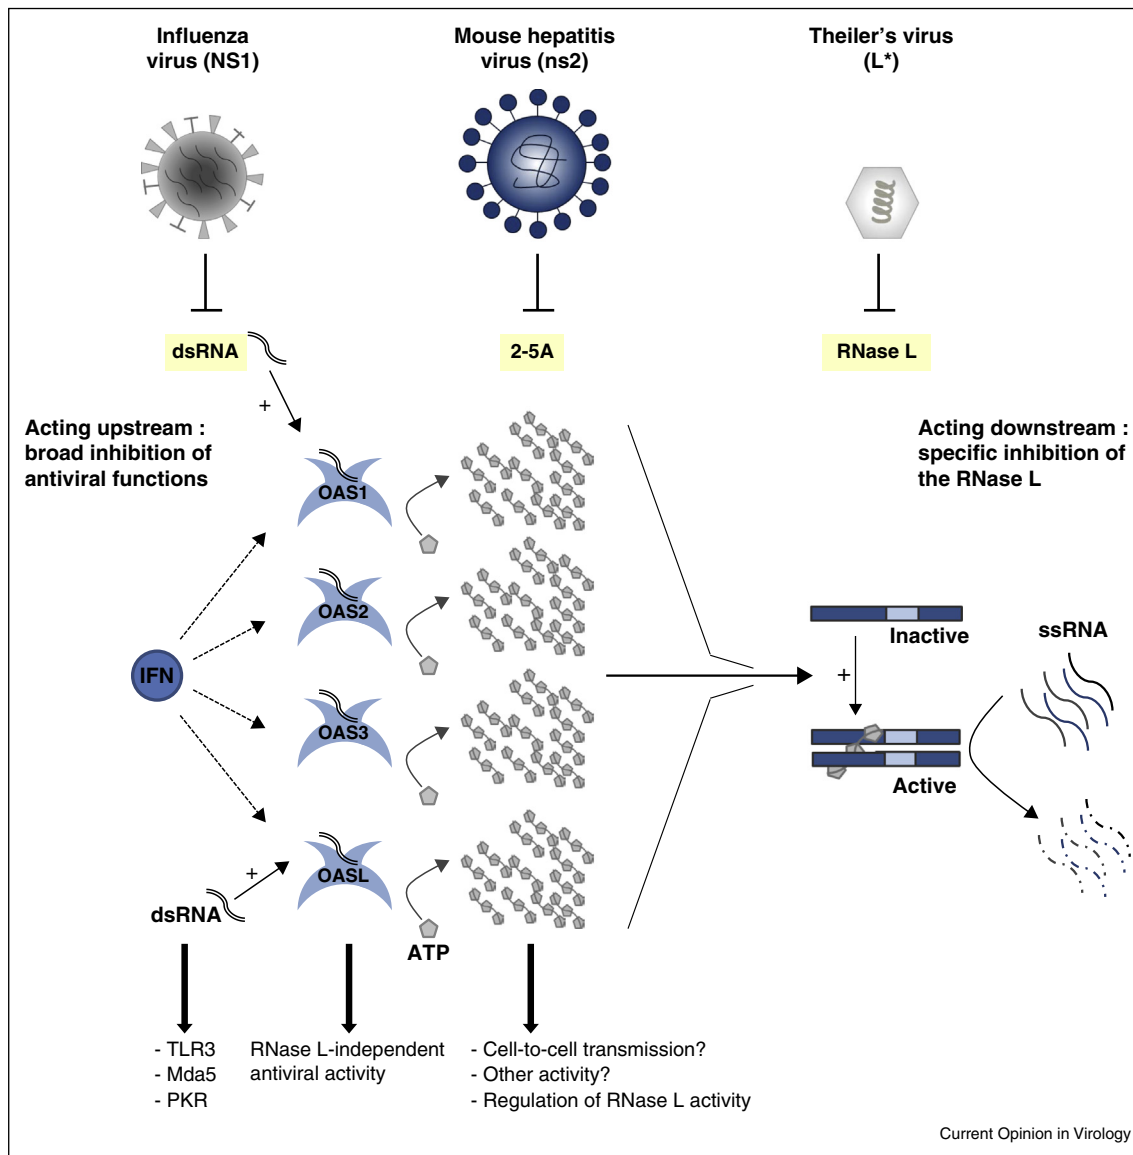 Influenza
virus (NS1)
Mouse hepatitis
virus (ns2)
Theiler's virus
(L*)
dsRNA
2-5A
RNase L
+
Acting upstream :
broad inhibition of
antiviral functions
Acting downstream :
specific inhibition of
the RNase L
OAS1
OAS2
IFN
OAS3
OASL
Inactive
+
Active
ssRNA
+
dsRNA
ATP
- TLR3
- Mda5
- PKR
RNase L-independent
antiviral activity
- Cell-to-cell transmission?
- Other activity?
- Regulation of RNase L activity
Current Opinion in Virology